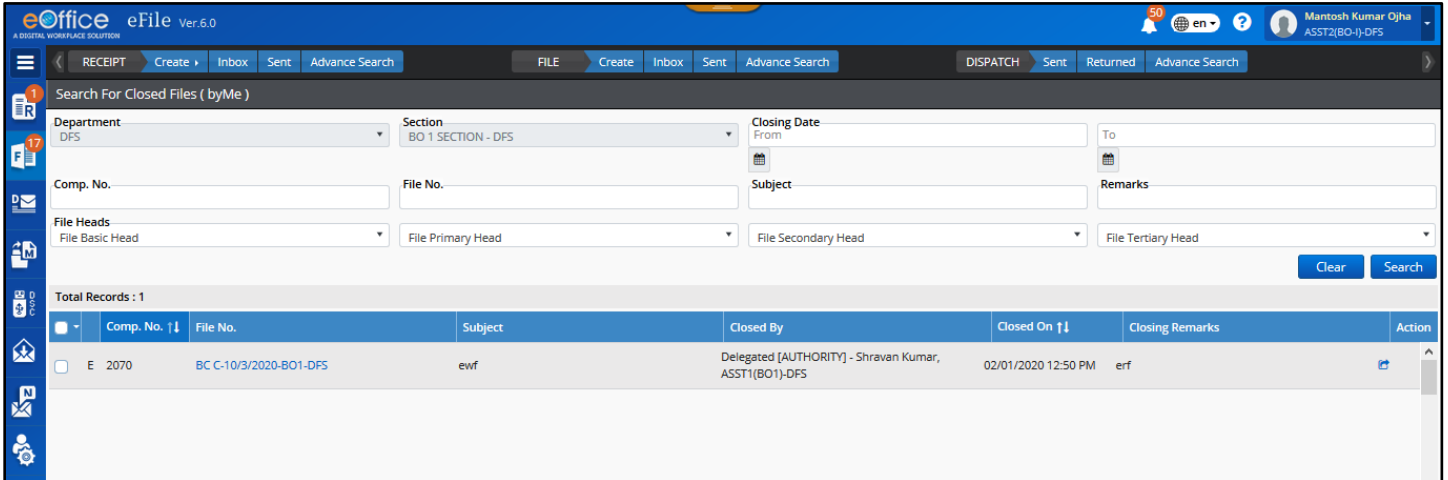 eOffice eFile Ver.6.0
A DIGITAL WORKPLACE SOLUTION
50
en
?
Mantosh Kumar Ojha
ASST2(BO-I)-DFS
RECEIPT Create Inbox Sent Advance Search FILE Create Inbox Sent Advance Search DISPATCH Sent Returned Advance Search
Search For Closed Files ( byMe )
1
R
17
F
D
M
DSC
N
Department Section Closing Date
DFS BO 1 SECTION - DFS From To
Comp. No. File No. Subject Remarks
File Heads
File Basic Head File Primary Head File Secondary Head File Tertiary Head
Clear Search
Total Records : 1
Comp. No. File No. Subject Closed By Closed On Closing Remarks Action
E 2070 BC C-10/3/2020-BO1-DFS ewf Delegated [AUTHORITY] - Shravan Kumar, 02/01/2020 12:50 PM erf
ASST1(BO1)-DFS